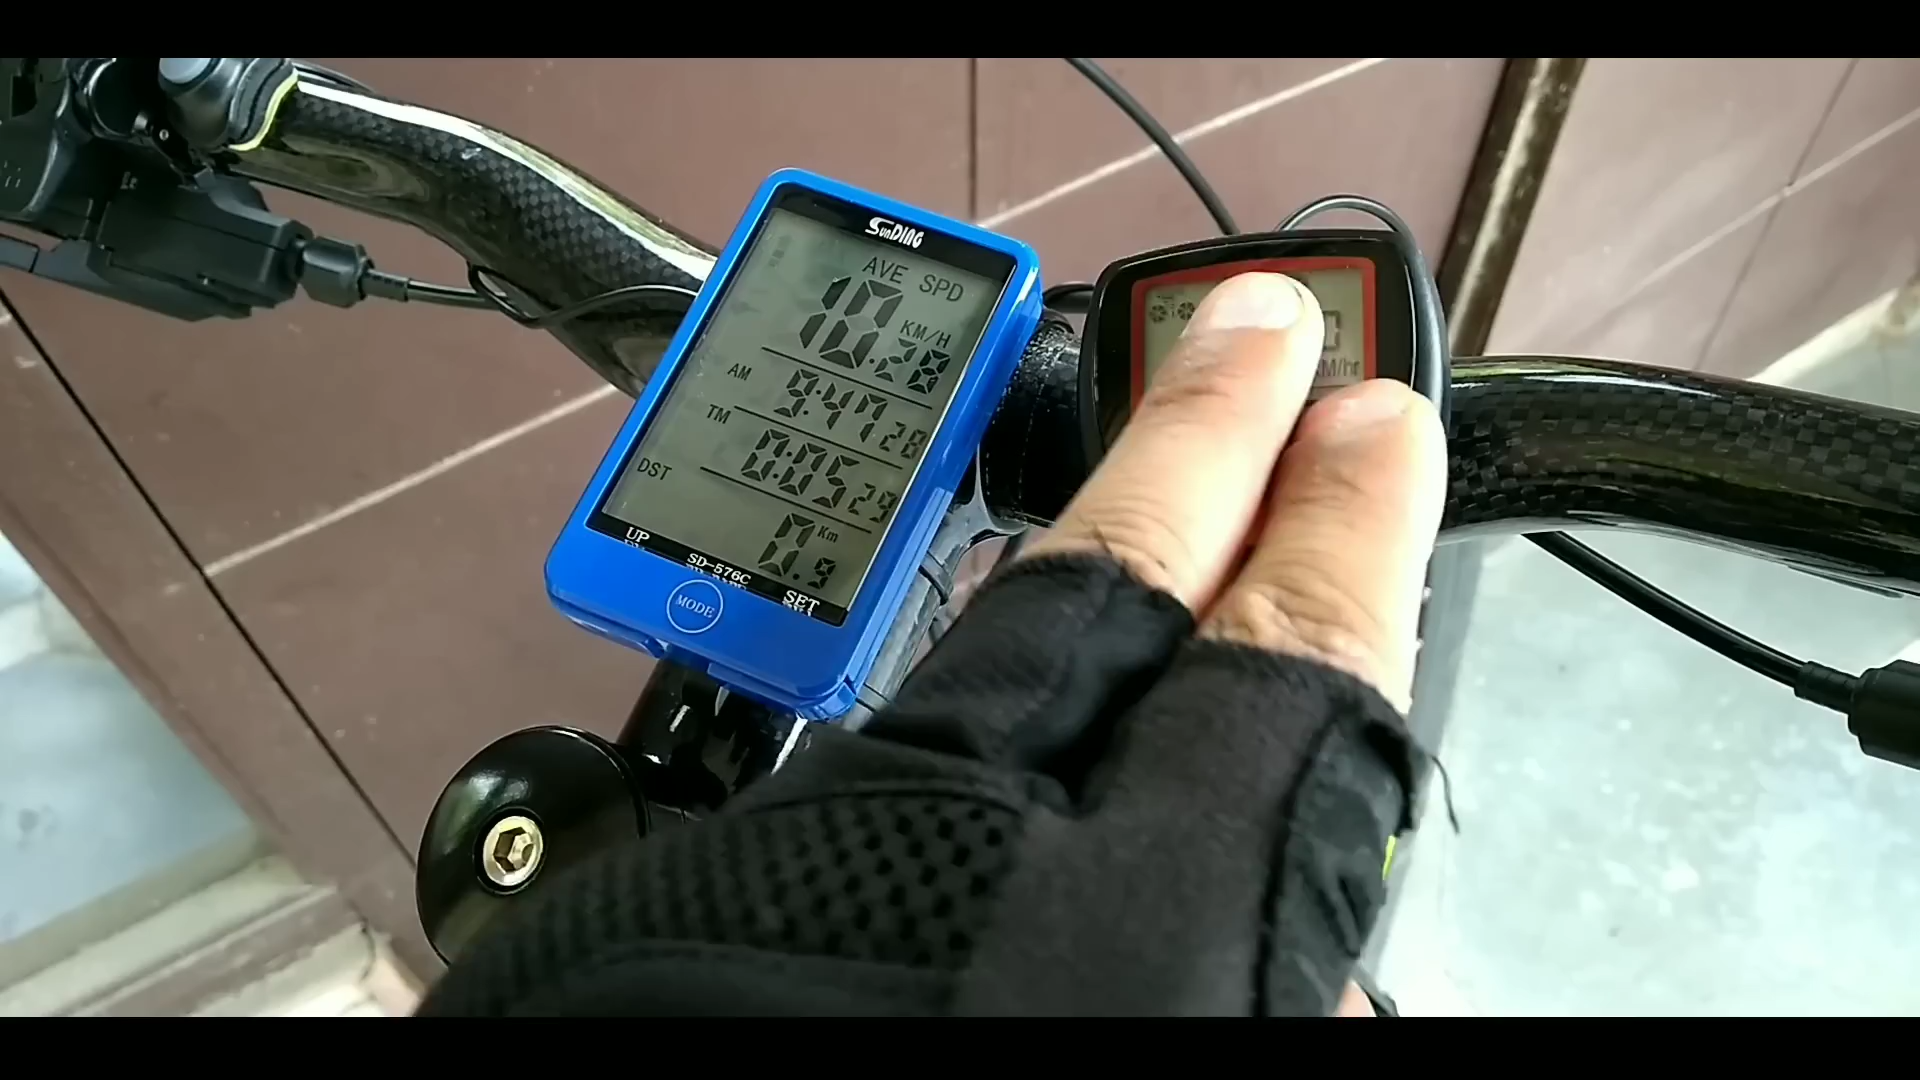 SunDING
AVE SPD
10.28 KM/H
AM 9:47 28
TM 0:05 29
DST 0.9 Km
UP
SD-576C
SET
MODE
KM/hr